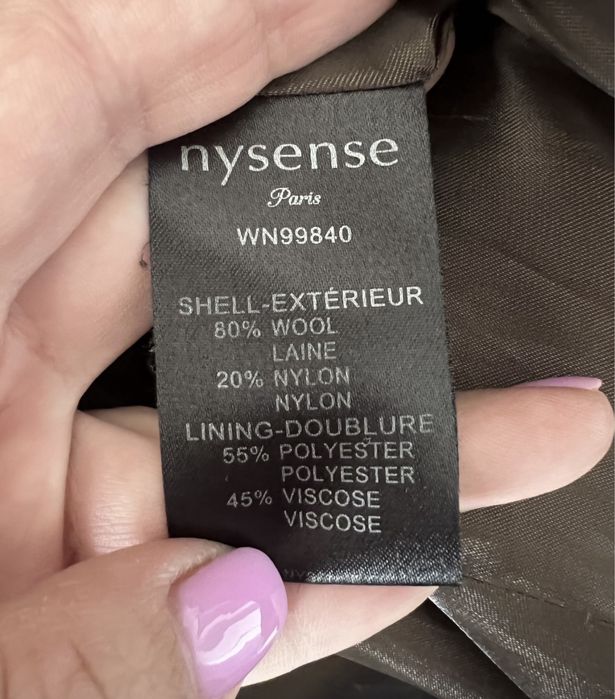 nysense
Paris
WN99840
SHELL-EXTÉRIEUR
80% WOOL
LAINE
20% NYLON
NYLON
LINING-DOUBLURE
55% POLYESTER
POLYESTER
45% VISCOSE
VISCOSE